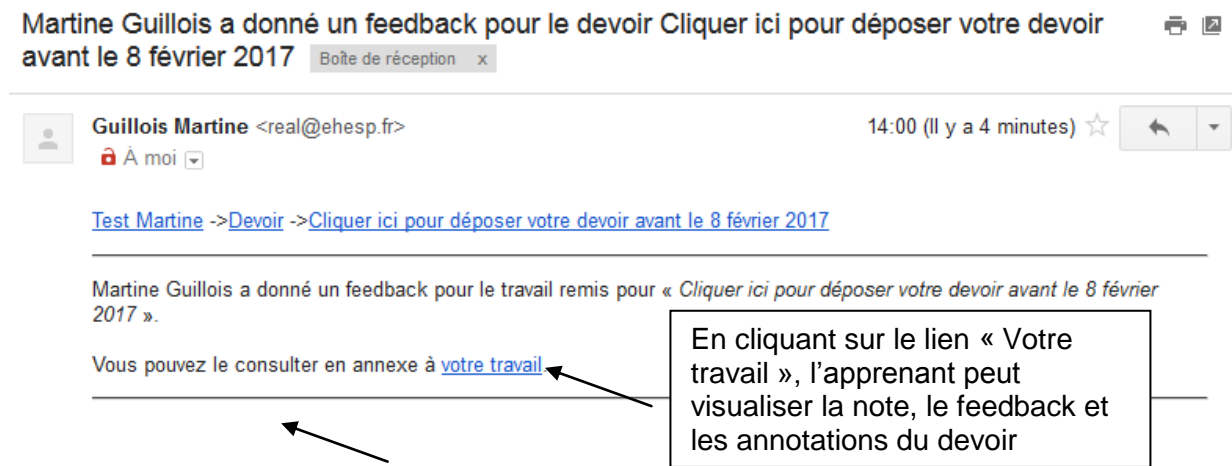 Martine Guillois a donné un feedback pour le devoir Cliquer ici pour déposer votre devoir
avant le 8 février 2017 Boîte de réception x
Guillois Martine <real@ehesp.fr>
14:00 (Il y a 4 minutes)
À moi
Test Martine ->Devoir ->Cliquer ici pour déposer votre devoir avant le 8 février 2017
Martine Guillois a donné un feedback pour le travail remis pour « Cliquer ici pour déposer votre devoir avant le 8 février
2017 ».
Vous pouvez le consulter en annexe à votre travail.
En cliquant sur le lien « Votre
travail », l’apprenant peut
visualiser la note, le feedback et
les annotations du devoir